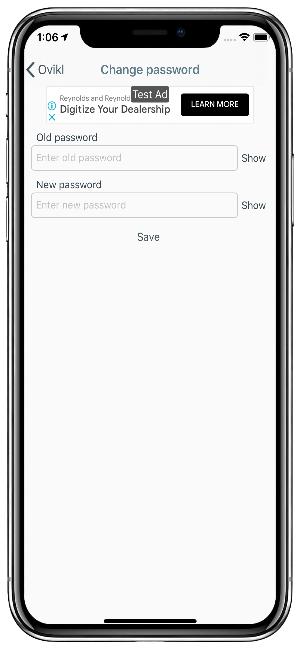 1:06
Ovikl
Change password
Reynolds and Reynold
Test Ad
Digitize Your Dealership
LEARN MORE
Old password
Enter old password
Show
New password
Enter new password
Show
Save